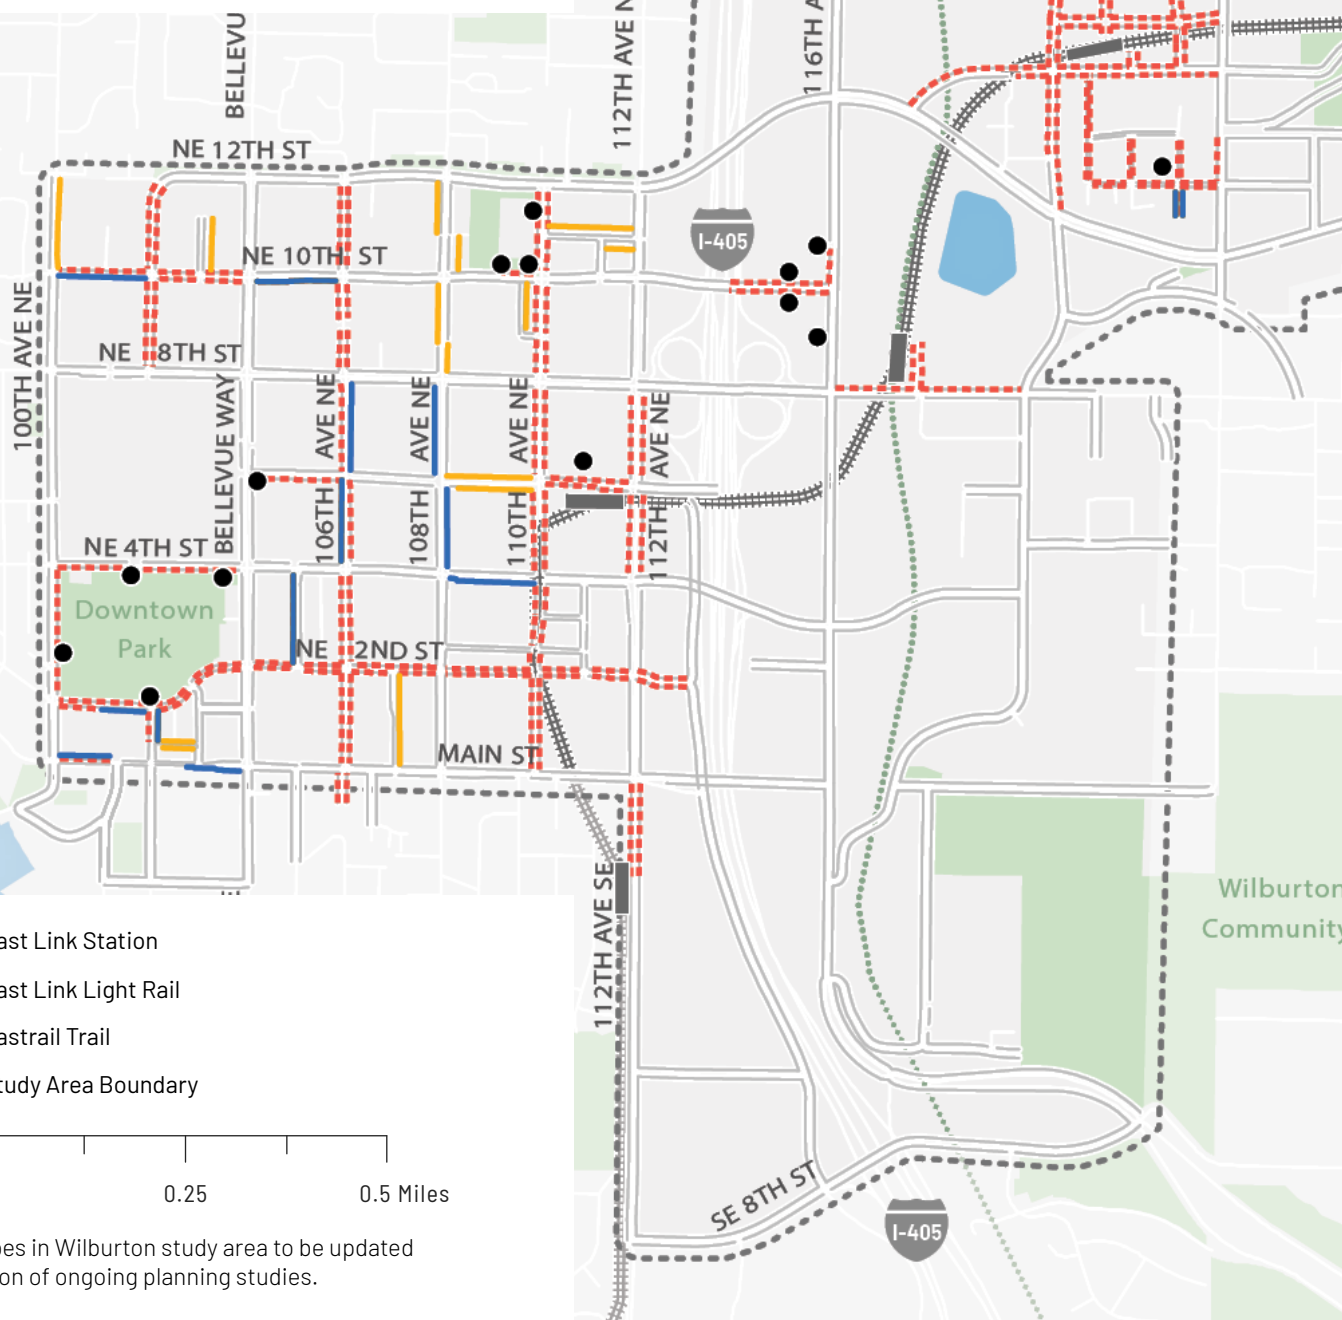 BELLEVU
112TH AVE N
116TH A
NE 12TH ST
I-405
NE 10TH ST
100TH AVE NE
NE 8TH ST
BELLEVUE WAY
106TH AVE NE
108TH AVE NE
110TH AVE NE
112TH AVE NE
NE 4TH ST
Downtown
Park
NE 2ND ST
MAIN ST
Wilburton
Community
112TH AVE SE
ast Link Station
ast Link Light Rail
astrail Trail
tudy Area Boundary
0.25
0.5 Miles
SE 8TH ST
I-405
pes in Wilburton study area to be updated
on of ongoing planning studies.